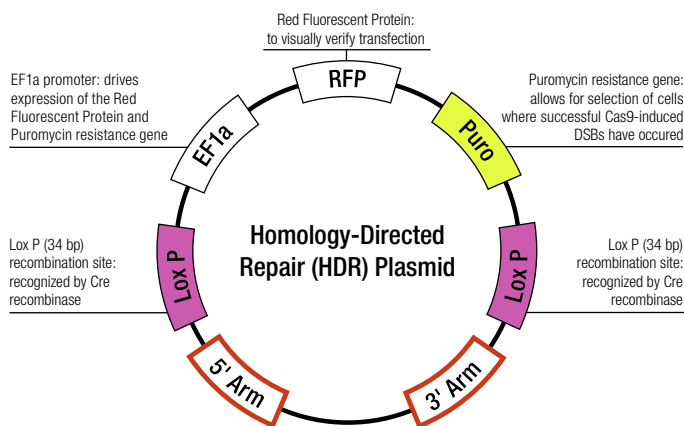 Red Fluorescent Protein:
to visually verify transfection
RFP
EF1a promoter: drives
expression of the Red
Fluorescent Protein and
Puromycin resistance gene
EF1a
Puromycin resistance gene:
allows for selection of cells
where successful Cas9-induced
DSBs have occured
Puro
Homology-Directed
Repair (HDR) Plasmid
Lox P (34 bp)
recombination site:
recognized by Cre
recombinase
Lox P
Lox P (34 bp)
recombination site:
recognized by Cre
recombinase
Lox P
5' Arm
3' Arm